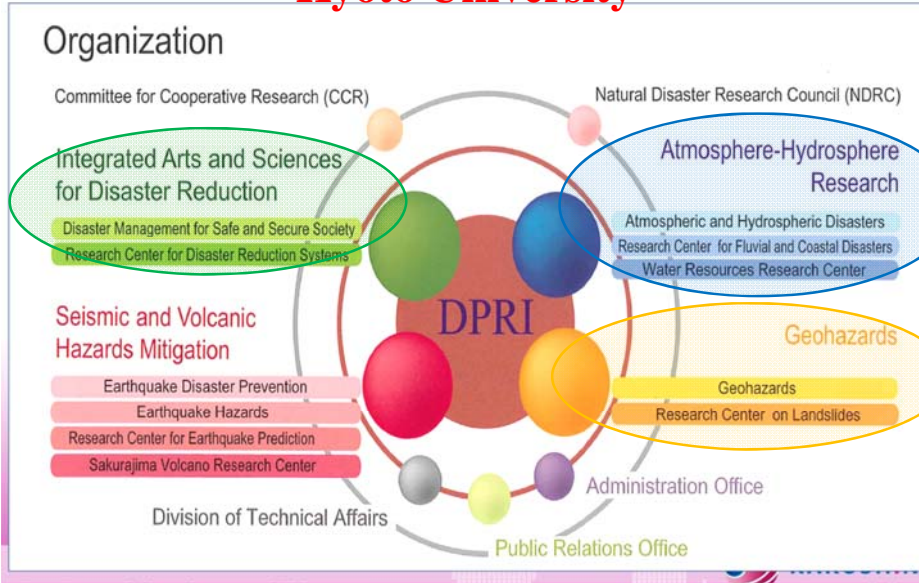 Kyoto University
Organization
Committee for Cooperative Research (CCR)
Natural Disaster Research Council (NDRC)
Integrated Arts and Sciences
for Disaster Reduction
Disaster Management for Safe and Secure Society
Research Center for Disaster Reduction Systems
Atmosphere-Hydrosphere
Research
Atmospheric and Hydrospheric Disasters
Research Center for Fluvial and Coastal Disasters
Water Resources Research Center
DPRI
Seismic and Volcanic
Hazards Mitigation
Earthquake Disaster Prevention
Earthquake Hazards
Research Center for Earthquake Prediction
Sakurajima Volcano Research Center
Geohazards
Geohazards
Research Center on Landslides
Administration Office
Division of Technical Affairs
Public Relations Office